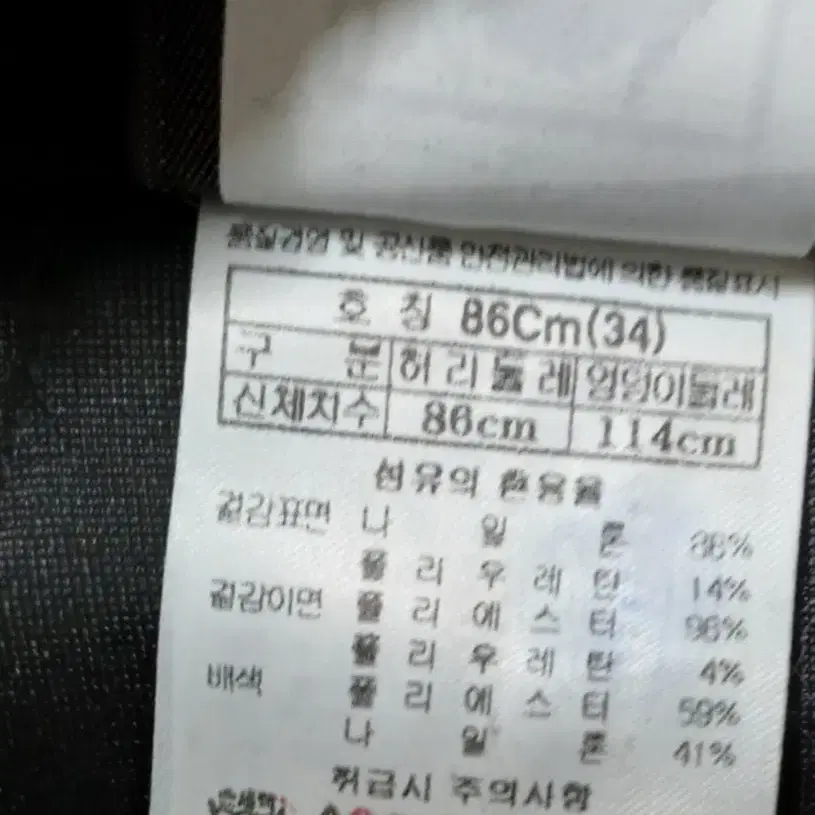 품질경영 및 공산품 안전관리법에 의한 품질표시
호 칭 86Cm(34)
구 분 허리둘레 엉덩이둘레
신체치수 86cm 114cm
섬유의 혼용율
겉감표면 나 일 론 86%
폴 리 우 레 탄 14%
겉감이면 폴 리 에 스 터 96%
폴 리 우 레 탄 4%
배색 폴 리 에 스 터 59%
나 일 론 41%
취급시 주의사항